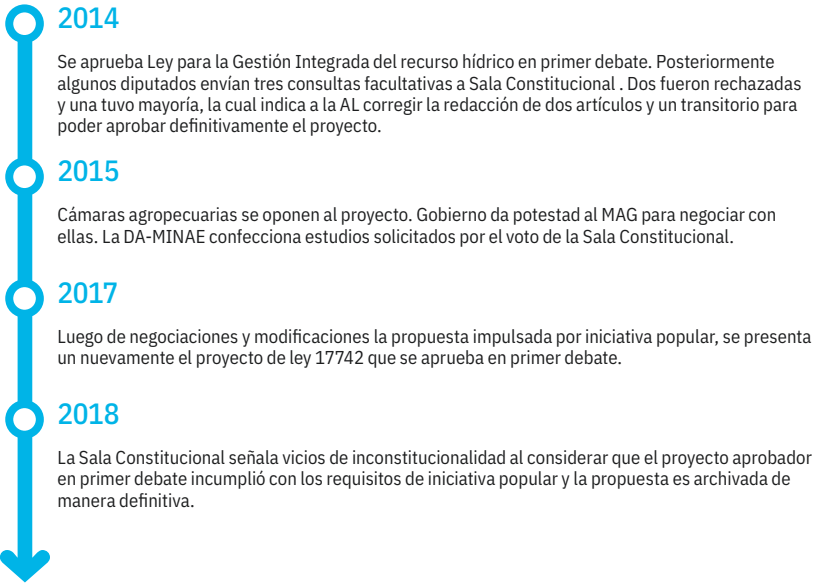 2014
Se aprueba Ley para la Gestión Integrada del recurso hídrico en primer debate. Posteriormente
algunos diputados envían tres consultas facultativas a Sala Constitucional . Dos fueron rechazadas
y una tuvo mayoría, la cual indica a la AL corregir la redacción de dos artículos y un transitorio para
poder aprobar definitivamente el proyecto.
2015
Cámaras agropecuarias se oponen al proyecto. Gobierno da potestad al MAG para negociar con
ellas. La DA-MINAE confecciona estudios solicitados por el voto de la Sala Constitucional.
2017
Luego de negociaciones y modificaciones la propuesta impulsada por iniciativa popular, se presenta
un nuevamente el proyecto de ley 17742 que se aprueba en primer debate.
2018
La Sala Constitucional señala vicios de inconstitucionalidad al considerar que el proyecto aprobador
en primer debate incumplió con los requisitos de iniciativa popular y la propuesta es archivada de
manera definitiva.